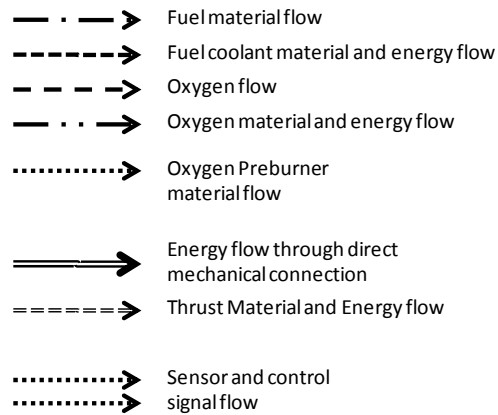 Fuel material flow
Fuel coolant material and energy flow
Oxygen flow
Oxygen material and energy flow
Oxygen Preburner
material flow
Energy flow through direct
mechanical connection
Thrust Material and Energy flow
Sensor and control
signal flow